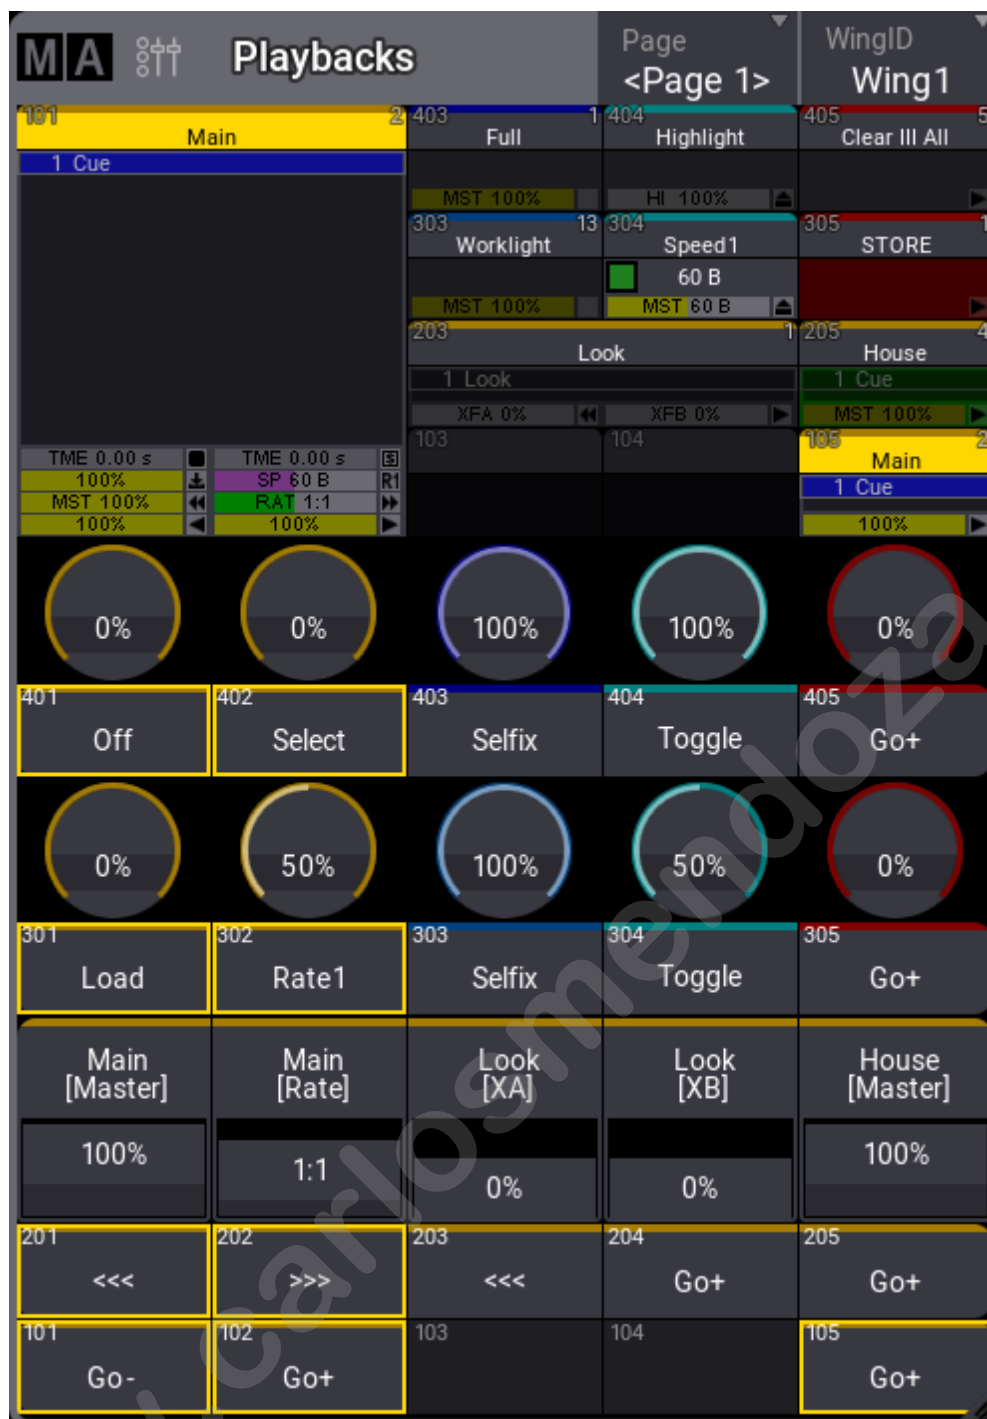 MA Playbacks
Page
<Page 1>
WingID
Wing1
101 2
Main
1 Cue
403 1
Full
MST 100%
404
Highlight
HI 100%
405 5
Clear III All
303 13
Worklight
MST 100%
304
Speed1
60 B
MST 60 B
305 1
STORE
203 1
Look
1 Look
XFA 0% XFB 0%
205 4
House
1 Cue
MST 100%
103
104
105 2
Main
1 Cue
100%
TME 0.00 s TME 0.00 s S
100% SP 60 B R1
MST 100% RAT 1:1
100% 100%
0% 0% 100% 100% 0%
401 402 403 404 405
Off Select Selfix Toggle Go+
0% 50% 100% 50% 0%
301 302 303 304 305
Load Rate1 Selfix Toggle Go+
Main Main Look Look House
[Master] [Rate] [XA] [XB] [Master]
100% 1:1 0% 0% 100%
201 202 203 204 205
<<< >>> <<< Go+ Go+
101 102 103 104 105
Go- Go+ Go+
carlosmendoza